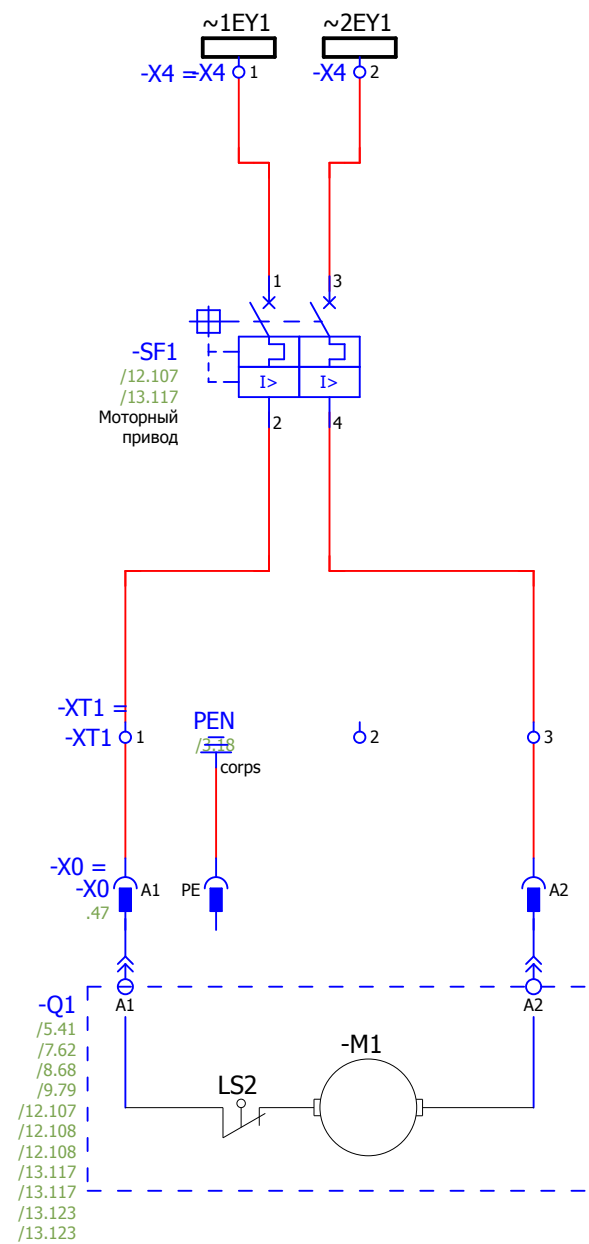 ~1EY1
~2EY1
-X4 =
-X4
1
-X4
2
1
3
-SF1
/12.107
/13.117
Моторный
привод
I>
I>
2
4
-XT1 =
-XT1
1
PEN
/3.18
corps
2
3
-X0 =
-X0
.47
A1
PE
A2
-Q1
/5.41
/7.62
/8.68
/9.79
/12.107
/12.108
/12.108
/13.117
/13.117
/13.123
/13.123
A1
A2
LS2
-M1